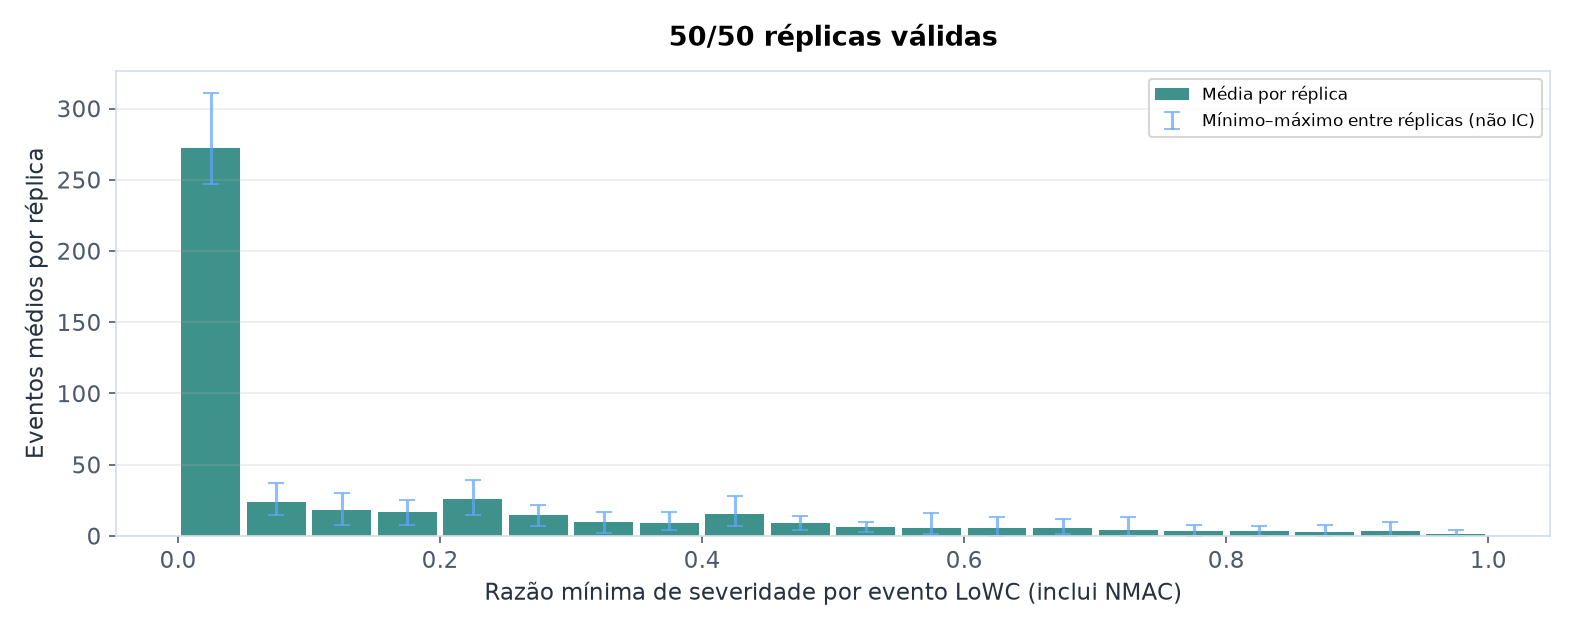 50/50 réplicas válidas
Média por réplica
Mínimo–máximo entre réplicas (não IC)
Eventos médios por réplica
300
250
200
150
100
50
0
0.0 0.2 0.4 0.6 0.8 1.0
Razão mínima de severidade por evento LoWC (inclui NMAC)